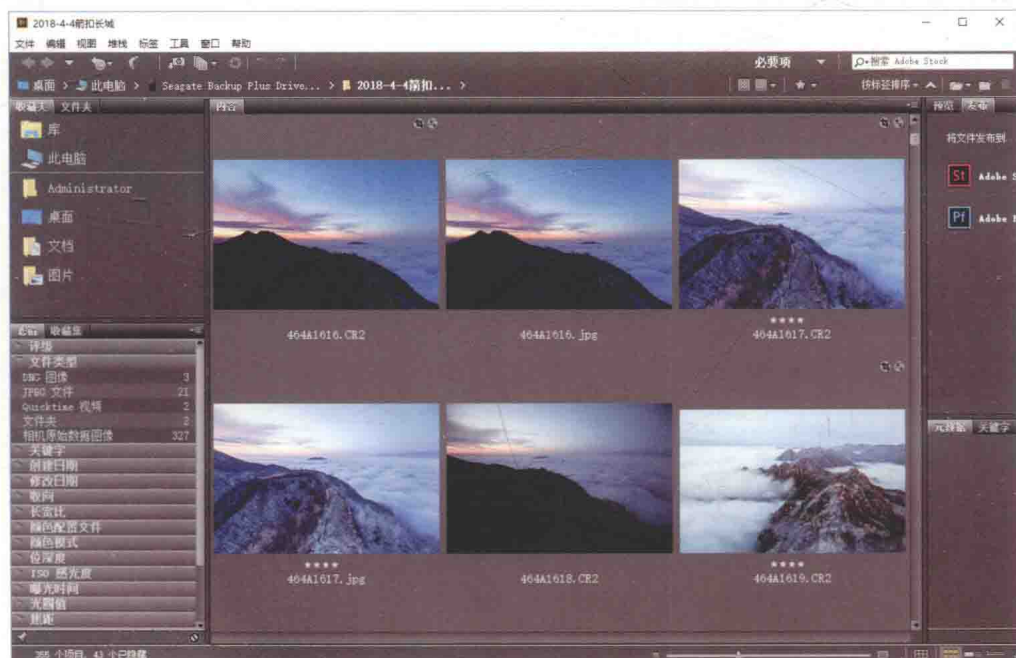 2018-4-4箭扣长城
文件 编辑 视图 堆栈 标签 工具 窗口 帮助
必要项 搜索 Adobe Stock
桌面 > 此电脑 > Seagate Backup Plus Drive... > 2018-4-4箭扣... > 按标签排序
收藏夹 文件夹 内容 预览 发布
库
此电脑
Administrator
桌面
文档
图片
将文件发布到
St Adobe S
Pf Adobe
464A1616.CR2 464A1616.jpg 464A1617.CR2
收藏集
评级
文件类型
DNG 图像 3
JPEG 文件 21
Quicktime 视频 2
文件夹 2
相机原始数据图像 327
关键字
创建日期
修改日期
取向
长宽比
颜色配置文件
颜色模式
位深度
ISO 感光度
曝光时间
光圈值
焦距
元数据 关键字
464A1617.jpg 464A1618.CR2 464A1619.CR2
355 个项目, 43 个已隐藏